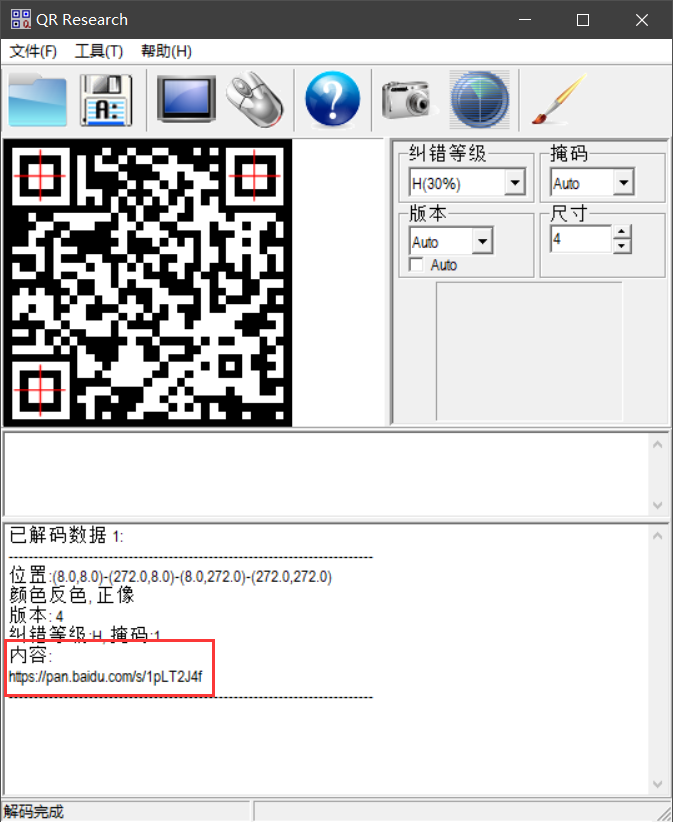 QR Research
文件(F) 工具(T) 帮助(H)
A:
?
纠错等级
掩码
H(30%)
Auto
版本
尺寸
Auto
4
Auto
已解码数据 1:
位置:(8.0,8.0)-(272.0,8.0)-(8.0,272.0)-(272.0,272.0)
颜色反色, 正像
版本: 4
纠错等级:H, 掩码:1
内容:
https://pan.baidu.com/s/1pLT2J4f
解码完成